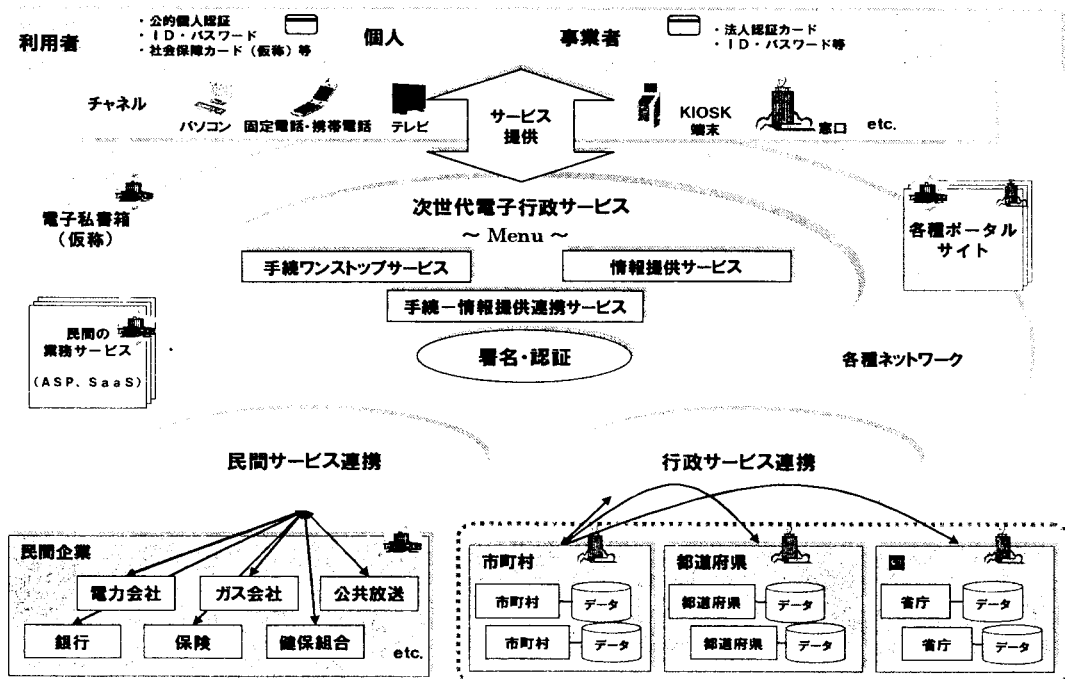 利用者
・公的個人認証
・ＩＤ・パスワード
・社会保障カード（仮称）等
個人
事業者
・法人認証カード
・ＩＤ・パスワード等
チャネル
パソコン
固定電話・携帯電話
テレビ
サービス
提供
KIOSK
端末
窓口
etc.
電子私書箱
（仮称）
次世代電子行政サービス
～ Menu ～
手続ワンストップサービス
情報提供サービス
手続－情報提供連携サービス
署名・認証
各種ポータル
サイト
民間の
業務サービス
（ＡＳＰ、ＳａａＳ）
各種ネットワーク
民間サービス連携
行政サービス連携
民間企業
電力会社
ガス会社
公共放送
銀行
保険
健保組合
etc.
市町村
市町村
データ
市町村
データ
都道府県
都道府県
データ
都道府県
データ
国
省庁
データ
省庁
データ